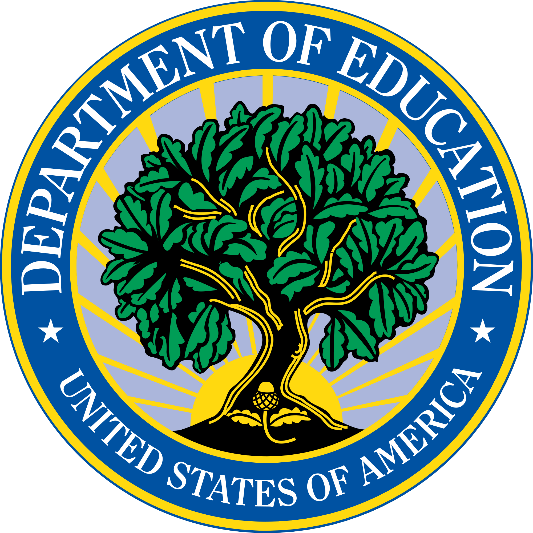 DEPARTMENT OF EDUCATION
UNITED STATES OF AMERICA